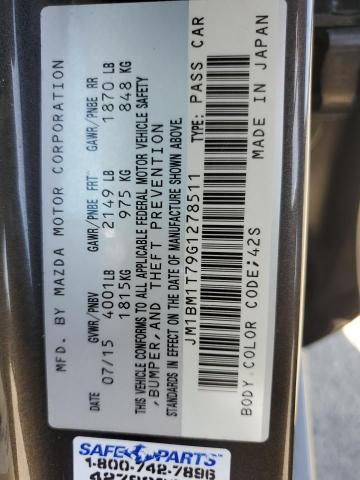 MFD. BY MAZDA MOTOR CORPORATION
DATE GVWR/PNBV GAWR/PNBE FRT GAWR/PNBE RR
07/15 4001LB 2149 LB 1870 LB
1815KG 975 KG 848 KG
THIS VEHICLE CONFORMS TO ALL APPLICABLE FEDERAL MOTOR VEHICLE SAFETY
,BUMPER,AND THEFT PREVENTION
STANDARDS IN EFFECT ON THE DATE OF MANUFACTURE SHOWN ABOVE.
JM1BM1T79G1278511 TYPE: PASS CAR
BODY COLOR CODE:42S MADE IN JAPAN
SAFE PARTS
1-800-742-7896